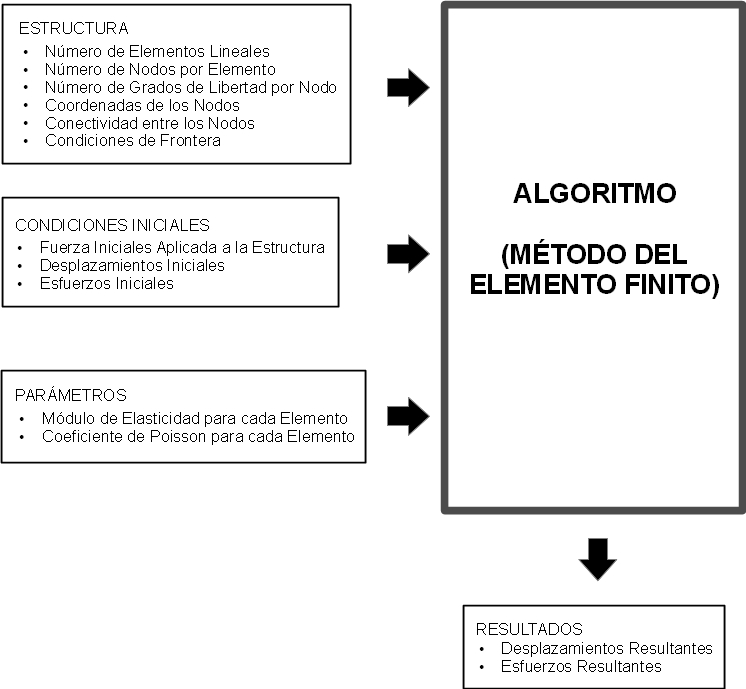 ESTRUCTURA
• Número de Elementos Lineales
• Número de Nodos por Elemento
• Número de Grados de Libertad por Nodo
• Coordenadas de los Nodos
• Conectividad entre los Nodos
• Condiciones de Frontera
CONDICIONES INICIALES
• Fuerza Iniciales Aplicada a la Estructura
• Desplazamientos Iniciales
• Esfuerzos Iniciales
PARÁMETROS
• Módulo de Elasticidad para cada Elemento
• Coeficiente de Poisson para cada Elemento
ALGORITMO
(MÉTODO DEL
ELEMENTO FINITO)
RESULTADOS
• Desplazamientos Resultantes
• Esfuerzos Resultantes